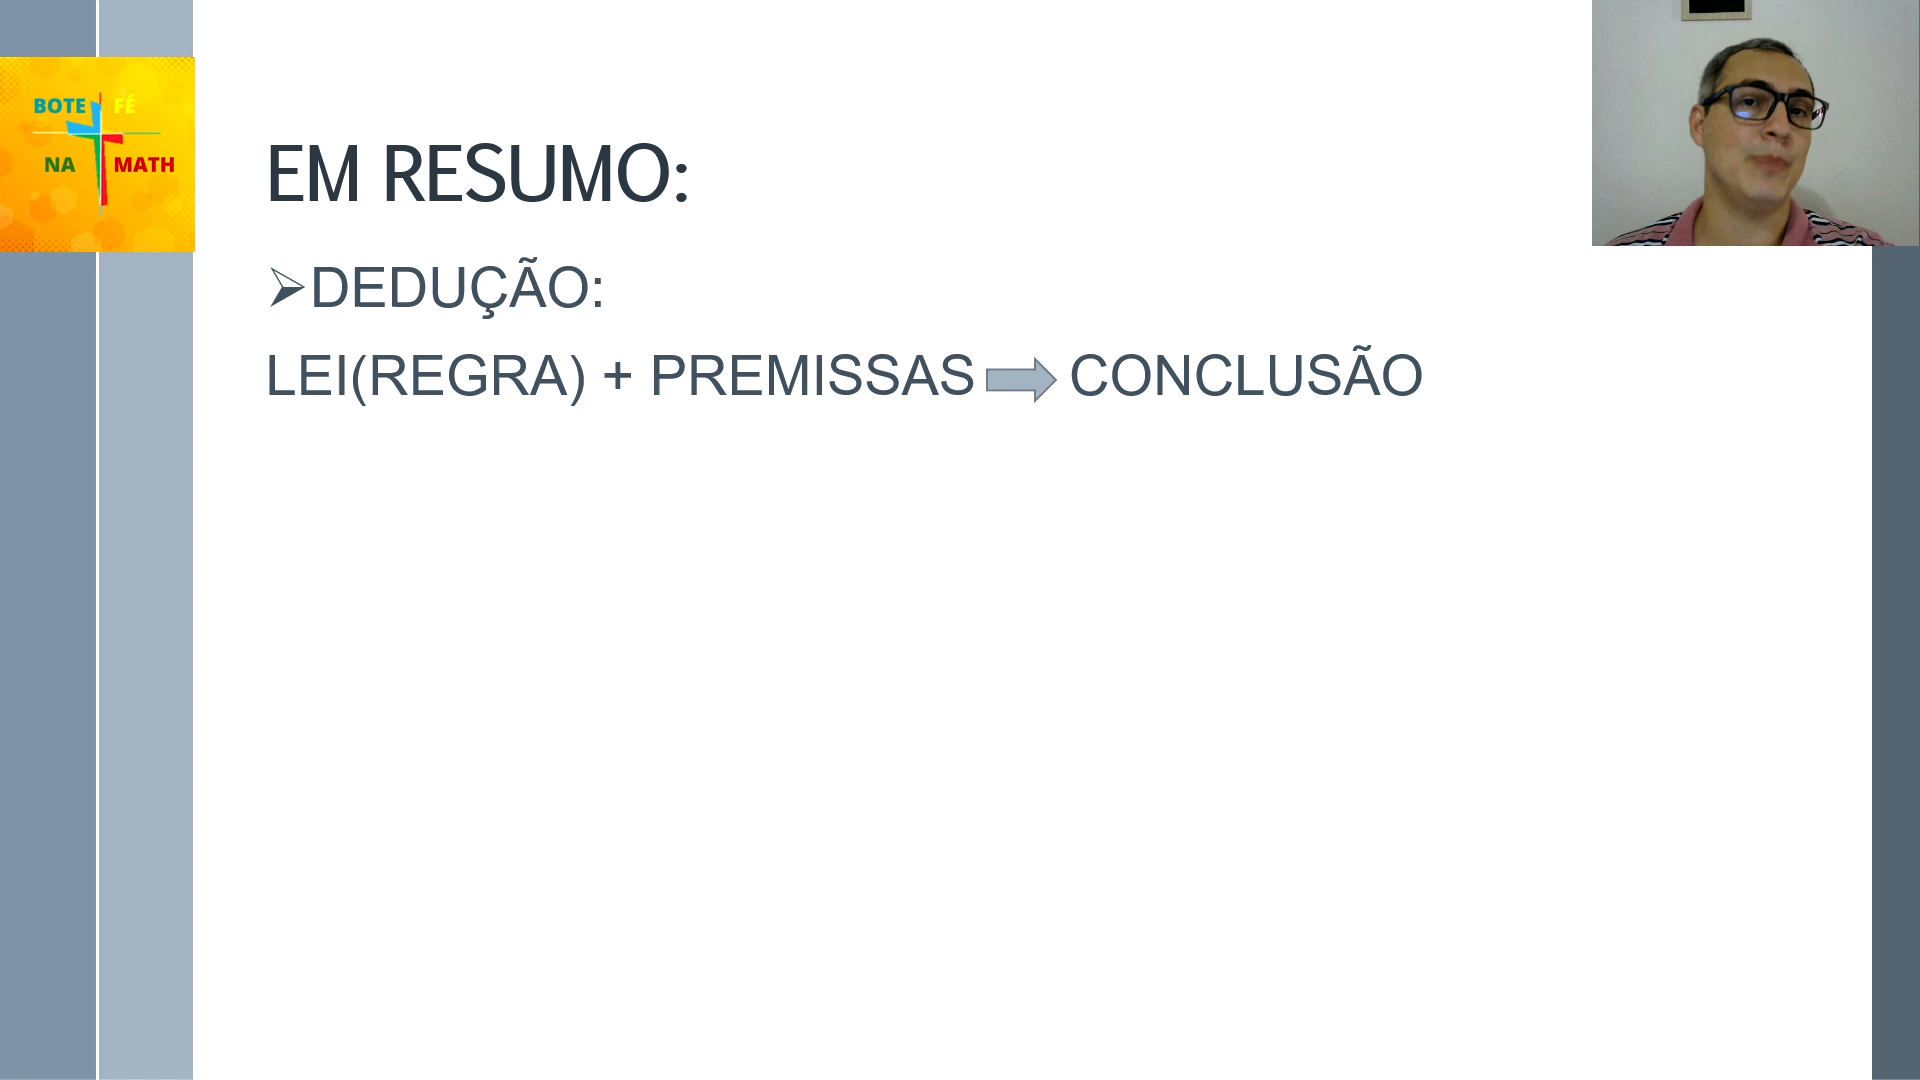 BOTE FÉ
NA MATH
EM RESUMO:
➢DEDUÇÃO:
LEI(REGRA) + PREMISSAS ➡ CONCLUSÃO